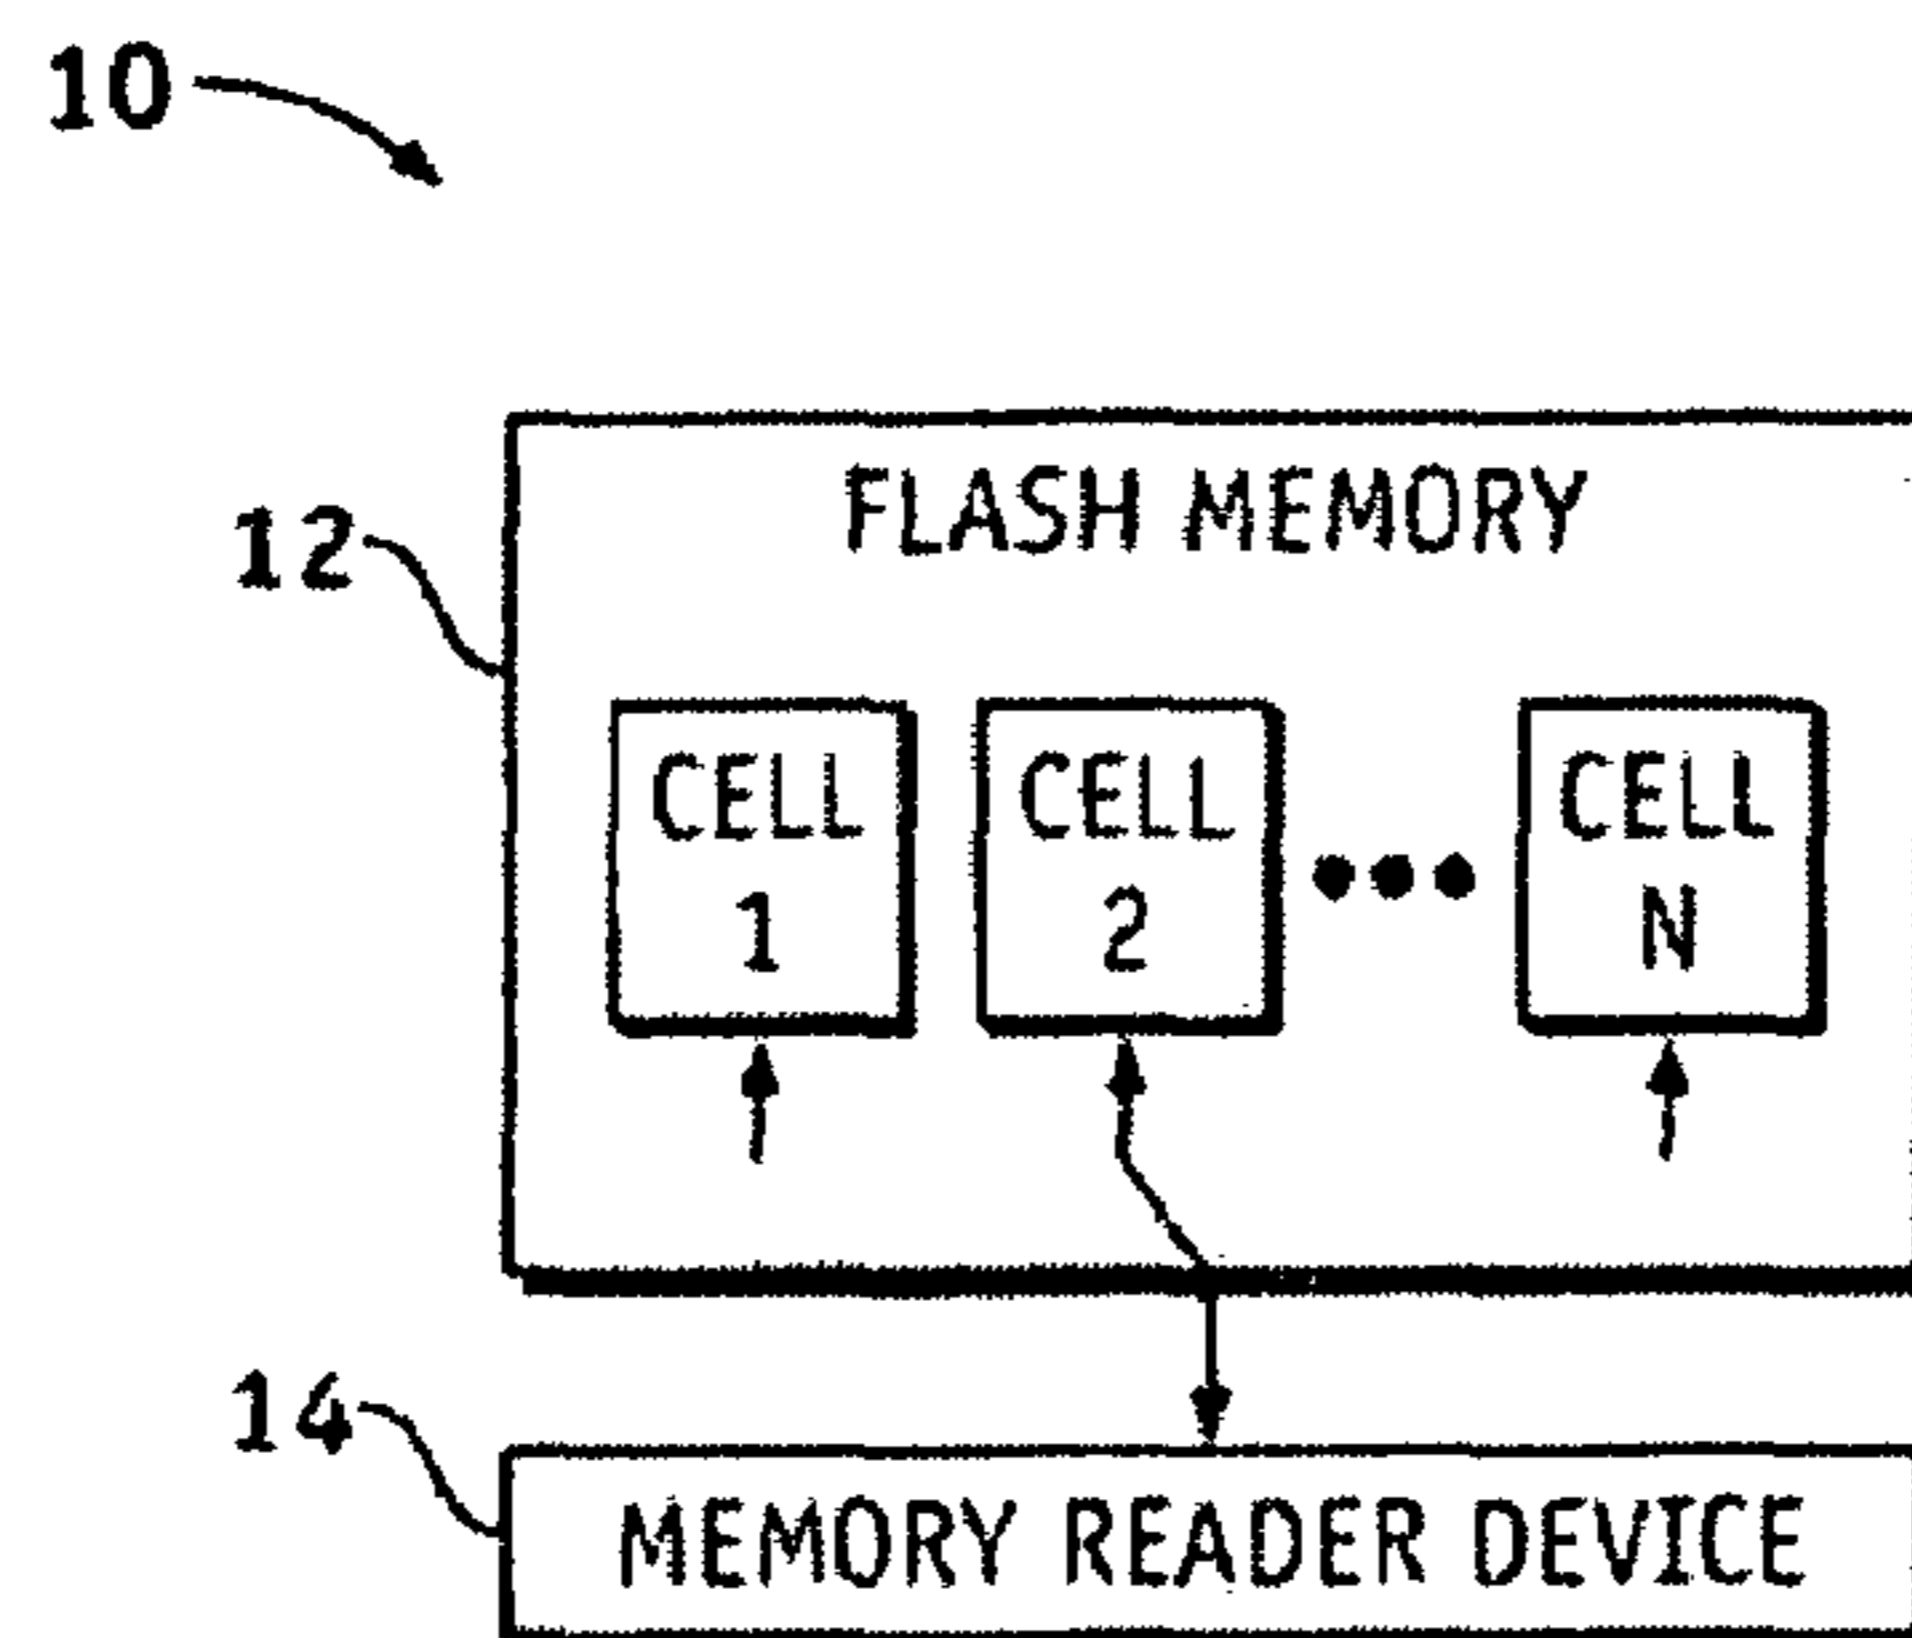 10
FLASH MEMORY
12
CELL 1
CELL 2
CELL N
14
MEMORY READER DEVICE